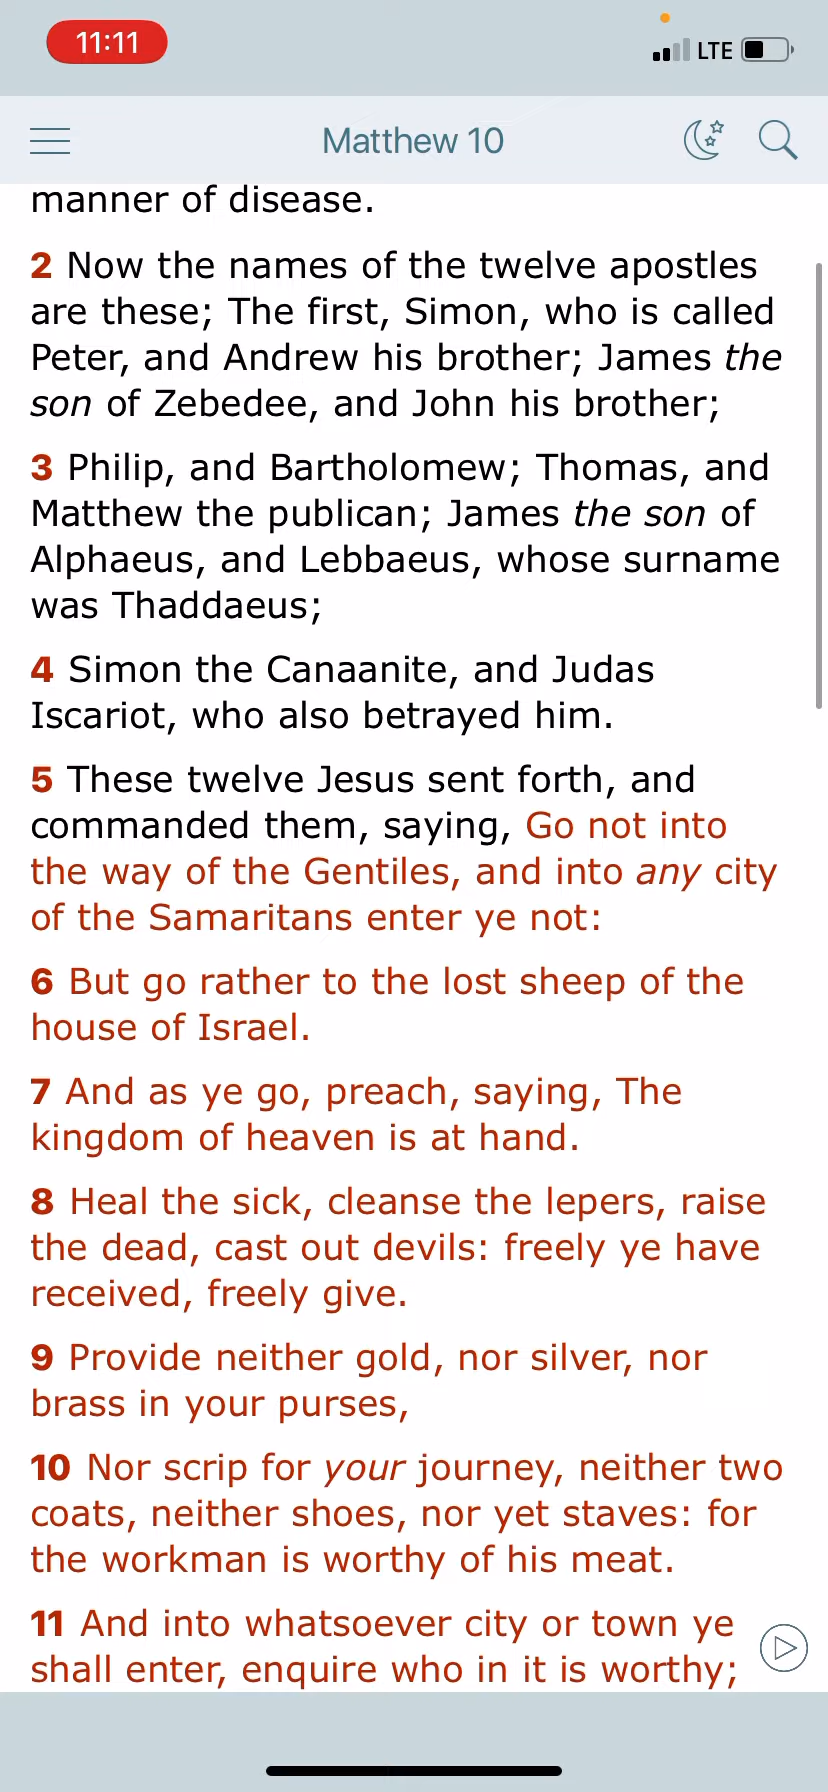 11:11
LTE
Matthew 10
manner of disease.
2 Now the names of the twelve apostles
are these; The first, Simon, who is called
Peter, and Andrew his brother; James the
son of Zebedee, and John his brother;
3 Philip, and Bartholomew; Thomas, and
Matthew the publican; James the son of
Alphaeus, and Lebbaeus, whose surname
was Thaddaeus;
4 Simon the Canaanite, and Judas
Iscariot, who also betrayed him.
5 These twelve Jesus sent forth, and
commanded them, saying, Go not into
the way of the Gentiles, and into any city
of the Samaritans enter ye not:
6 But go rather to the lost sheep of the
house of Israel.
7 And as ye go, preach, saying, The
kingdom of heaven is at hand.
8 Heal the sick, cleanse the lepers, raise
the dead, cast out devils: freely ye have
received, freely give.
9 Provide neither gold, nor silver, nor
brass in your purses,
10 Nor scrip for your journey, neither two
coats, neither shoes, nor yet staves: for
the workman is worthy of his meat.
11 And into whatsoever city or town ye
shall enter, enquire who in it is worthy;